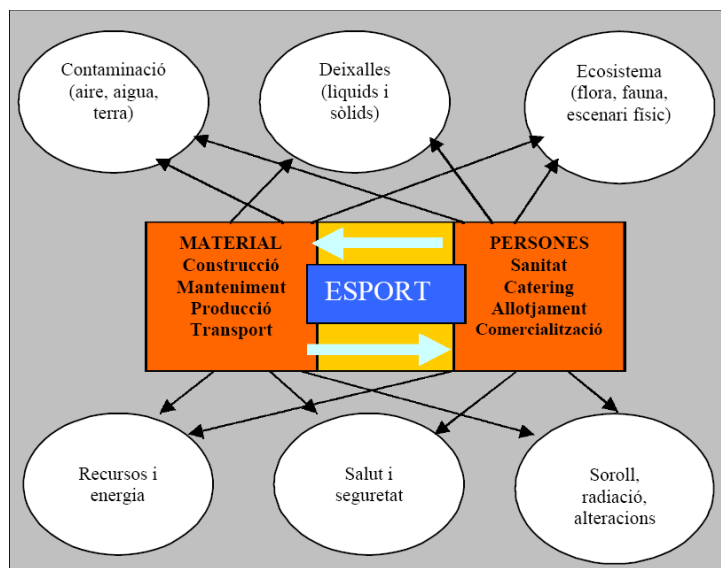 Contaminació
(aire, aigua,
terra)
Deixalles
(lìquids i
sòlids)
Ecosistema
(flora, fauna,
escenari físic)
MATERIAL
Construcció
Manteniment
Producció
Transport
ESPORT
PERSONES
Sanitat
Catering
Allotjament
Comercialització
Recursos i
energia
Salut i
seguretat
Soroll,
radiació,
alteracions